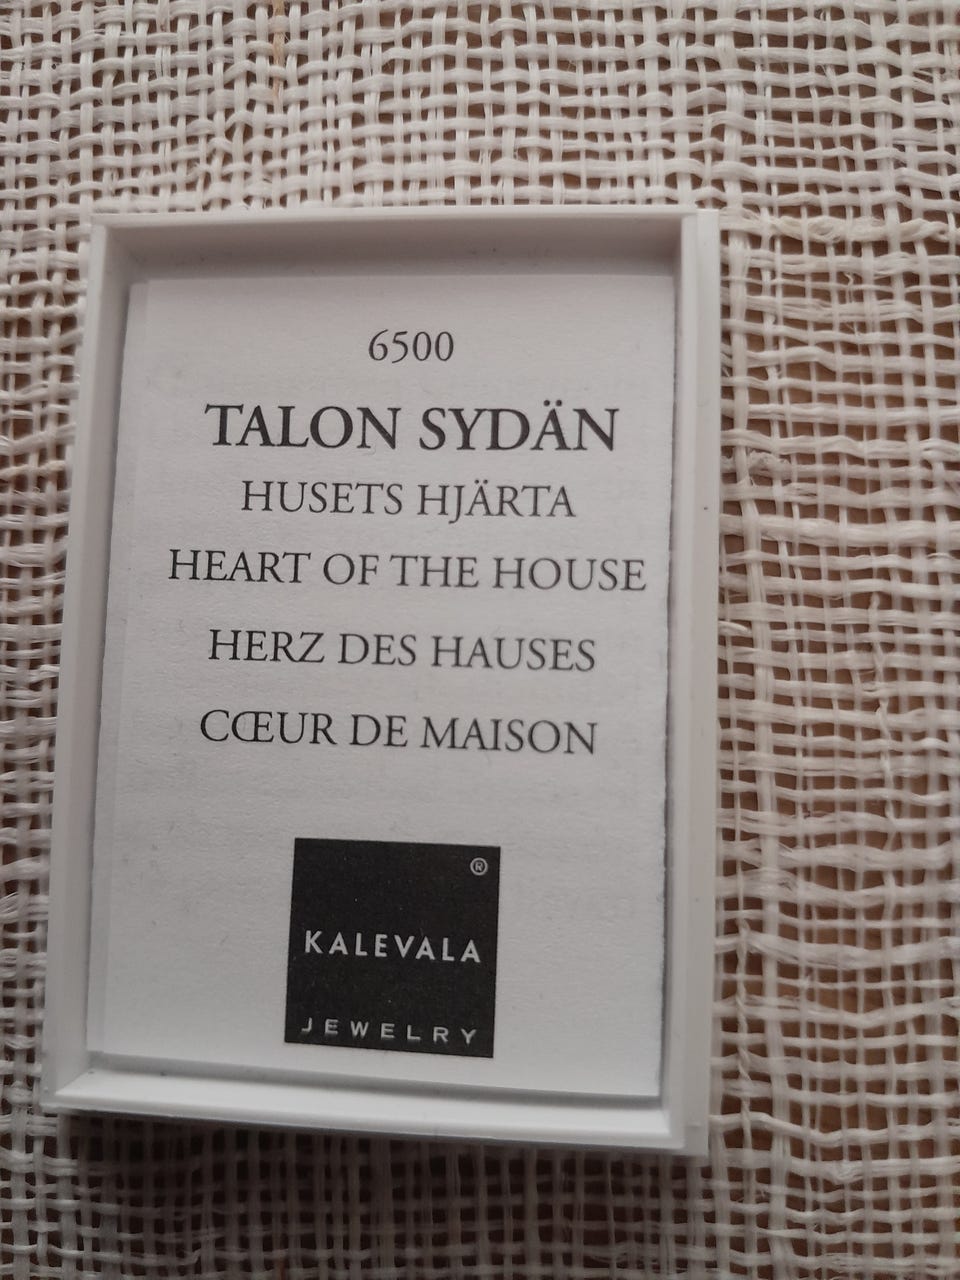 6500
TALON SYDÄN
HUSETS HJÄRTA
HEART OF THE HOUSE
HERZ DES HAUSES
CŒUR DE MAISON
®
KALEVALA
JEWELRY